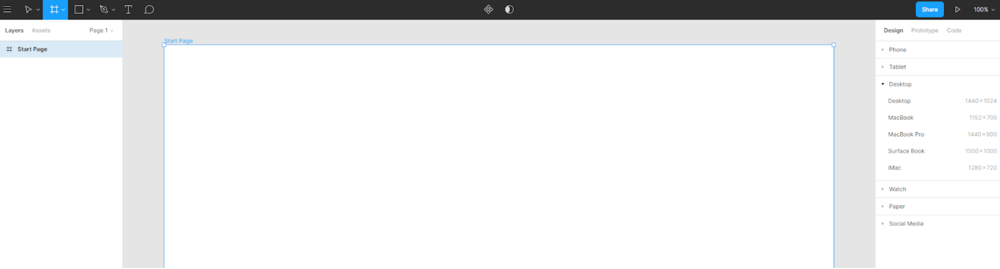 Share
100%
Layers Assets Page 1
Start Page
Start Page
Design Prototype Code
Phone
Tablet
Desktop
Desktop 1440×1024
MacBook 1152×700
MacBook Pro 1440×900
Surface Book 1500×1000
iMac 1280×720
Watch
Paper
Social Media